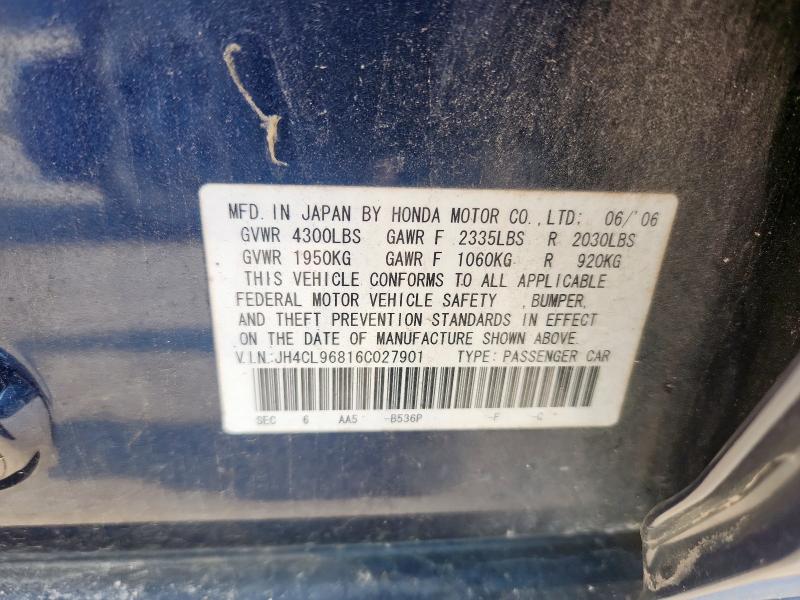 MFD. IN JAPAN BY HONDA MOTOR CO.,LTD: 06/'06
GVWR 4300LBS GAWR F 2335LBS R 2030LBS
GVWR 1950KG GAWR F 1060KG R 920KG
THIS VEHICLE CONFORMS TO ALL APPLICABLE
FEDERAL MOTOR VEHICLE SAFETY ,BUMPER,
AND THEFT PREVENTION STANDARDS IN EFFECT
ON THE DATE OF MANUFACTURE SHOWN ABOVE.
V.I.N:JH4CL96816C027901 TYPE: PASSENGER CAR
SEC 6 AA5 -B536P -F -C